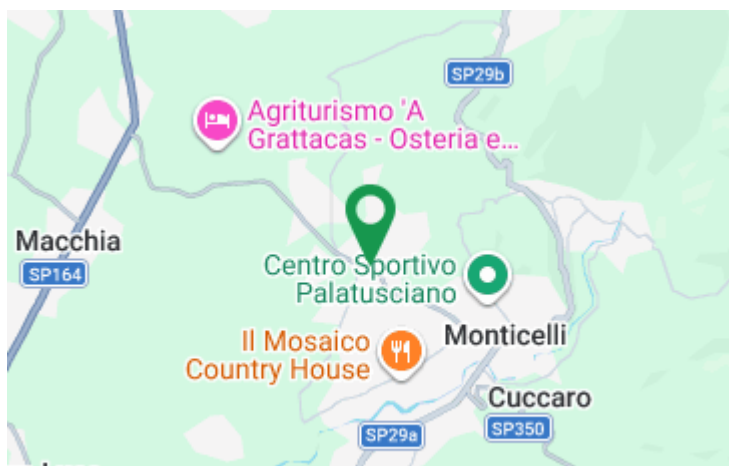 SP29b
Agriturismo 'A
Grattacas - Osteria e...
Macchia
SP164
Centro Sportivo
Palatusciano
Il Mosaico
Country House
Monticelli
Cuccaro
SP29a
SP350